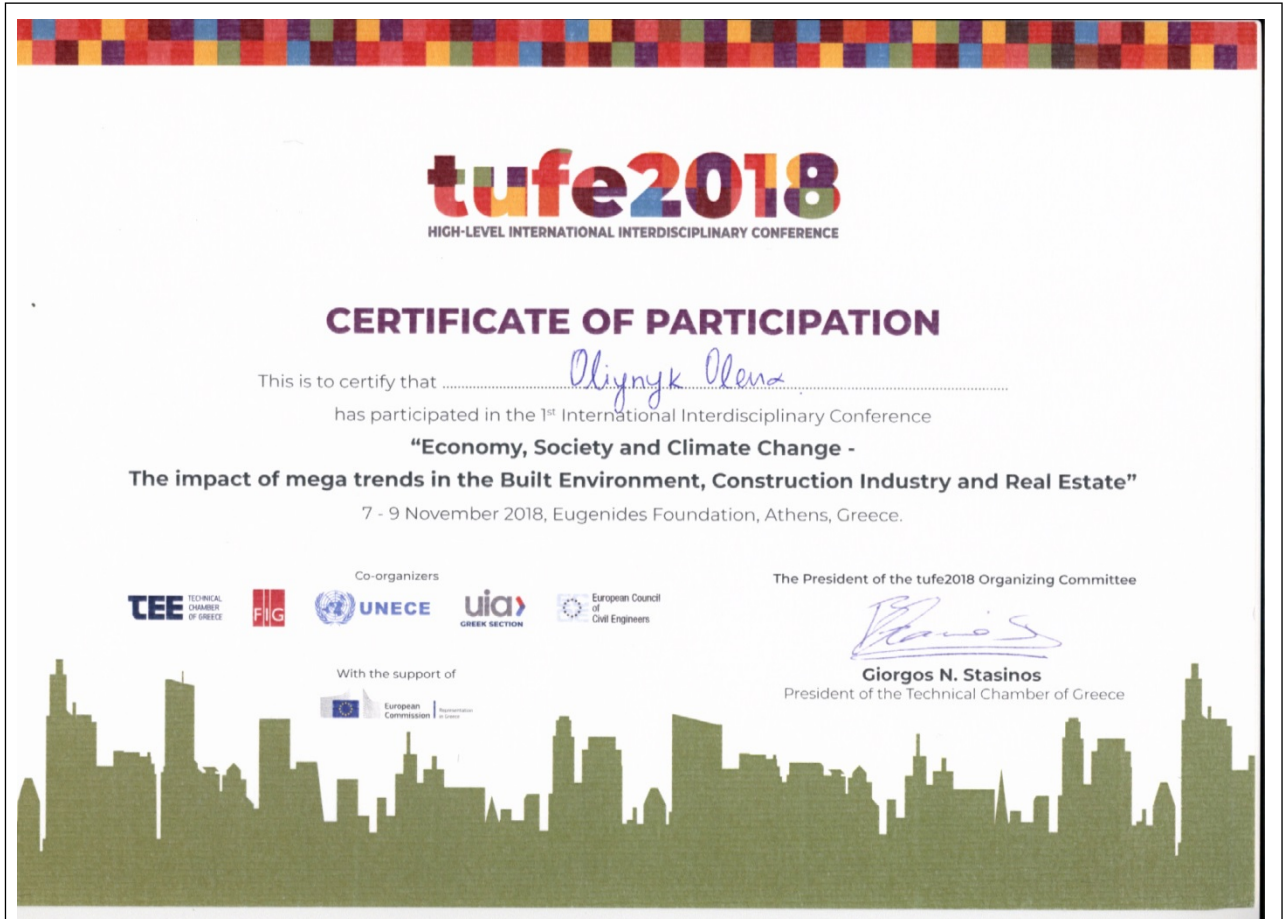 tufe2018
HIGH-LEVEL INTERNATIONAL INTERDISCIPLINARY CONFERENCE
CERTIFICATE OF PARTICIPATION
This is to certify that Oliynyk Olena
has participated in the 1st International Interdisciplinary Conference
“Economy, Society and Climate Change -
The impact of mega trends in the Built Environment, Construction Industry and Real Estate”
7 - 9 November 2018, Eugenides Foundation, Athens, Greece.
Co-organizers
TEE TECHNICAL CHAMBER OF GREECE
FIG
UNECE
uia
GREEK SECTION
European Council
of
Civil Engineers
With the support of
European
Commission
Representation
in Greece
The President of the tufe2018 Organizing Committee
Giorgos N. Stasinos
President of the Technical Chamber of Greece